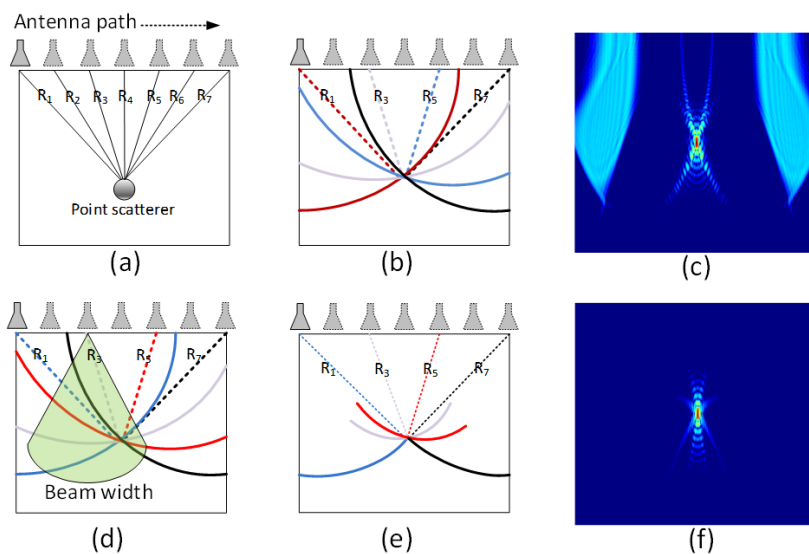 Antenna path
R1 R2 R3 R4 R5 R6 R7
Point scatterer
(a)
R1 R3 R5 R7
(b)
(c)
R1 R3 R5 R7
Beam width
(d)
R1 R3 R5 R7
(e)
(f)